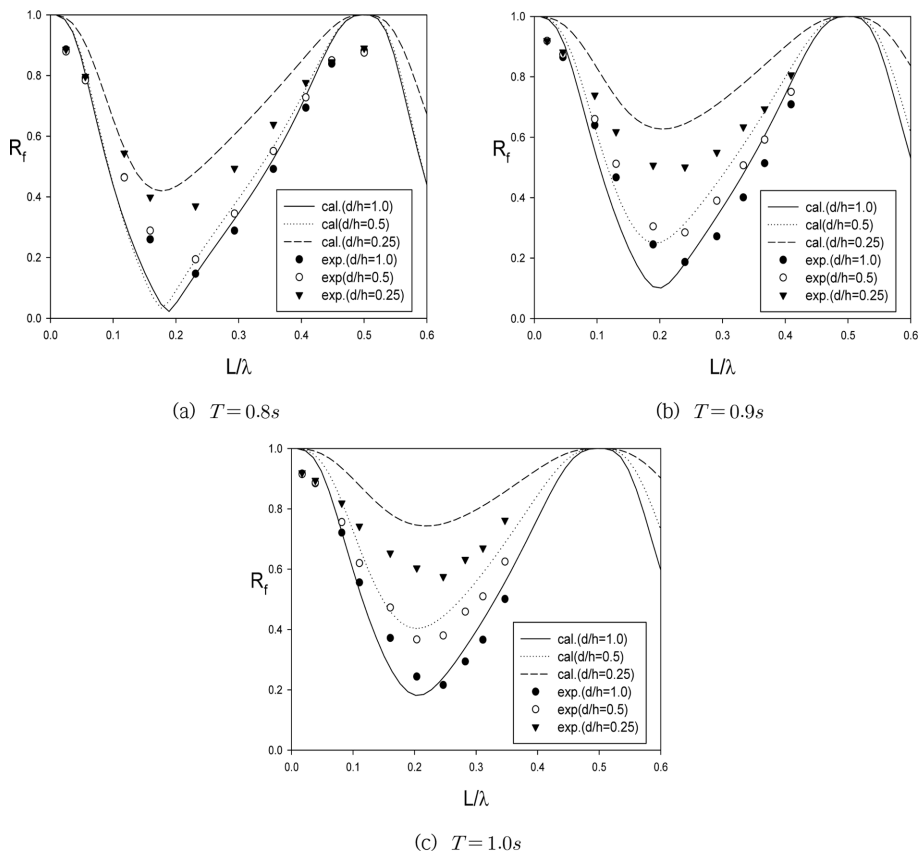 1.0
0.8
0.6
R_f
0.4
0.2
0.0
0.0 0.1 0.2 0.3 0.4 0.5 0.6
L/λ
cal.(d/h=1.0)
cal(d/h=0.5)
cal.(d/h=0.25)
exp.(d/h=1.0)
exp(d/h=0.5)
exp.(d/h=0.25)
(a) T=0.8s
1.0
0.8
0.6
R_f
0.4
0.2
0.0
0.0 0.1 0.2 0.3 0.4 0.5 0.6
L/λ
cal.(d/h=1.0)
cal(d/h=0.5)
cal.(d/h=0.25)
exp.(d/h=1.0)
exp(d/h=0.5)
exp.(d/h=0.25)
(b) T=0.9s
1.0
0.8
0.6
R_f
0.4
0.2
0.0
0.0 0.1 0.2 0.3 0.4 0.5 0.6
L/λ
cal.(d/h=1.0)
cal(d/h=0.5)
cal.(d/h=0.25)
exp.(d/h=1.0)
exp(d/h=0.5)
exp.(d/h=0.25)
(c) T=1.0s